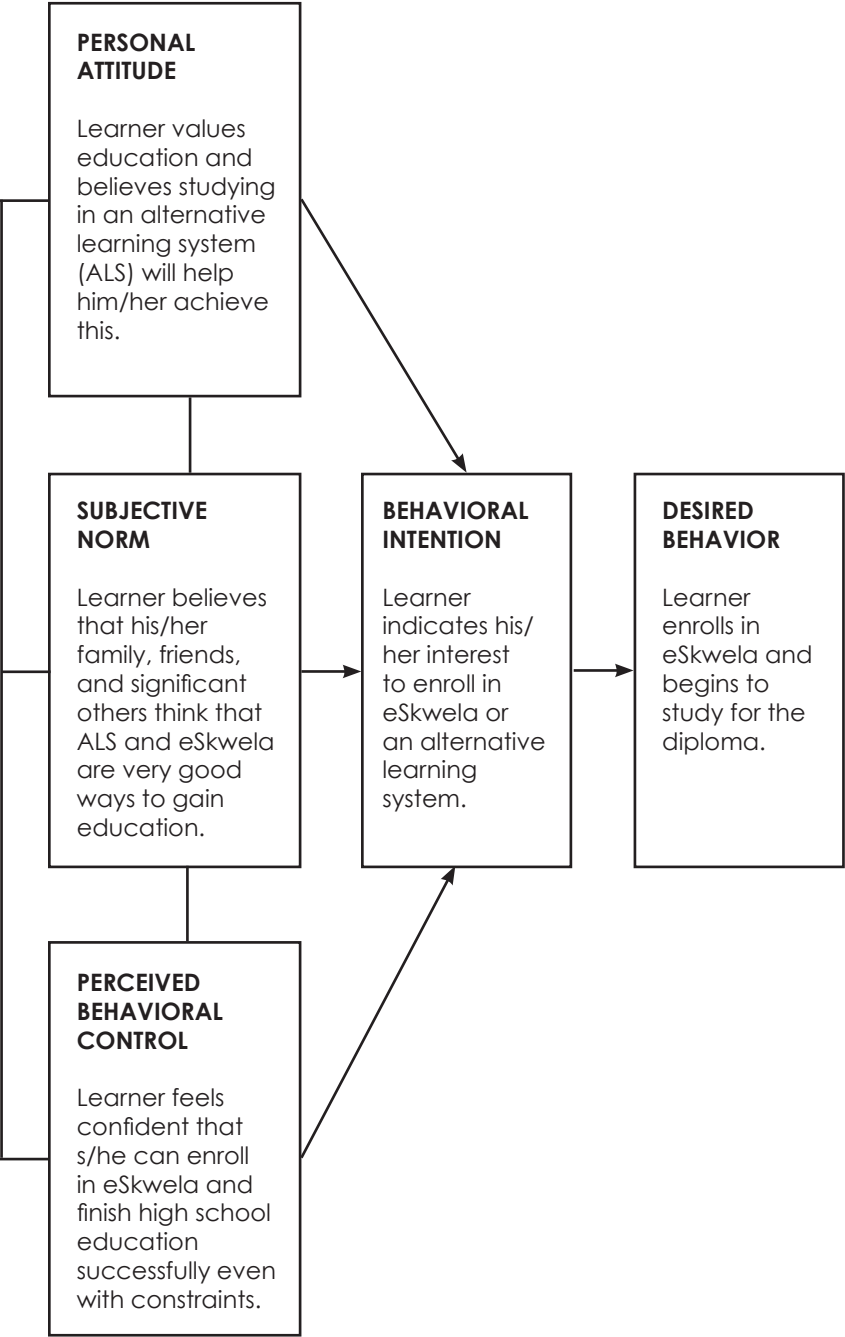 PERSONAL
ATTITUDE
Learner values
education and
believes studying
in an alternative
learning system
(ALS) will help
him/her achieve
this.
SUBJECTIVE
NORM
Learner believes
that his/her
family, friends,
and significant
others think that
ALS and eSkwela
are very good
ways to gain
education.
PERCEIVED
BEHAVIORAL
CONTROL
Learner feels
confident that
s/he can enroll
in eSkwela and
finish high school
education
successfully even
with constraints.
BEHAVIORAL
INTENTION
Learner
indicates his/
her interest
to enroll in
eSkwela or
an alternative
learning
system.
DESIRED
BEHAVIOR
Learner
enrolls in
eSkwela and
begins to
study for the
diploma.